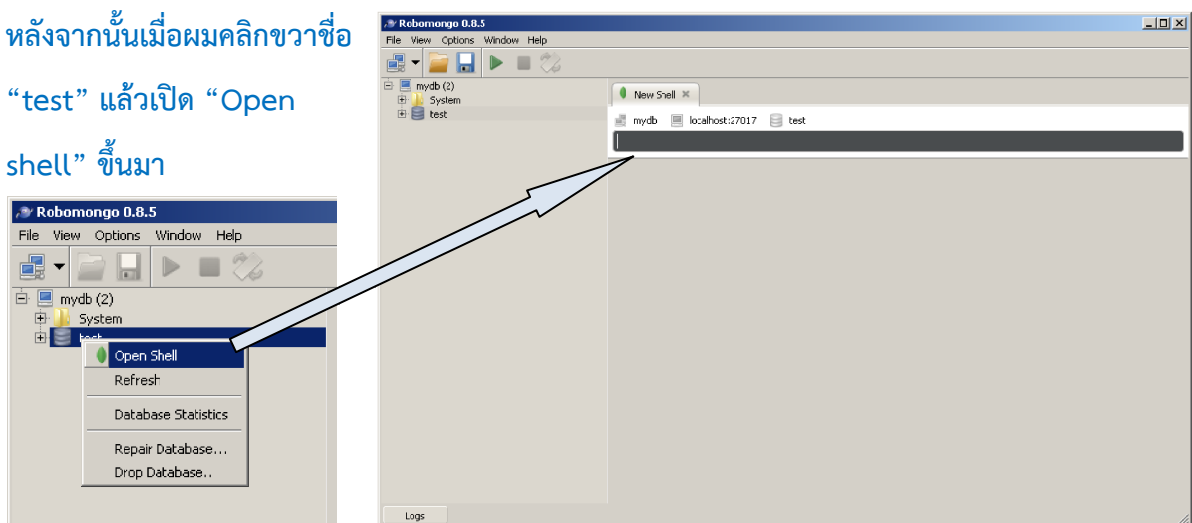 หลังจากนั้นเมื่อผมคลิกขวาชื่อ
“test” แล้วเปิด “Open
shell” ขึ้นมา
Robomongo 0.8.5
File View Options Window Help
mydb (2)
System
test
Open Shell
Refresh
Database Statistics
Repair Database...
Drop Database..
Robomongo 0.8.5
File View Options Window Help
mydb (2)
System
test
New Shell
mydb localhost:27017 test
Logs